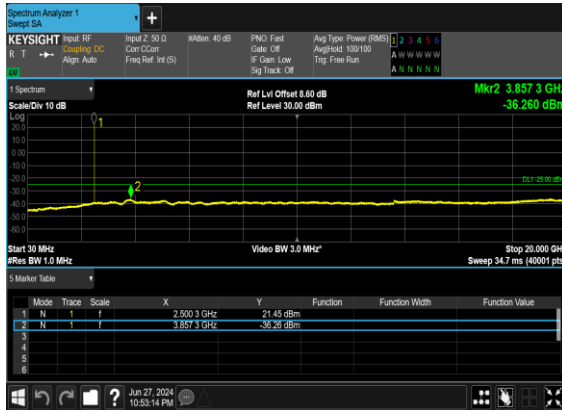 Spectrum Analyzer 1
Swept SA
+
KEYSIGHT Input: RF Input Z: 50 Ω #Atten: 40 dB PNO: Fast Avg Type: Power (RMS) 1 2 3 4 5 6
R T Coupling: DC Corr CCorr Gate: Off Avg|Hold: 100/100 A W W W W W
Align: Auto Freq Ref: Int (S) IF Gain: Low Trig: Free Run
LXI Sig Track: Off A N N N N N
1 Spectrum Ref Lvl Offset 8.60 dB Mkr2 3.857 3 GHz
Scale/Div 10 dB Ref Level 30.00 dBm -36.260 dBm
Log 1
20.0
10.0
0.00
-10.0
-20.0 2 DL1 -25.00 dBm
-30.0
-40.0
-50.0
-60.0
Start 30 MHz Video BW 3.0 MHz* Stop 20.000 GHz
#Res BW 1.0 MHz Sweep 34.7 ms (40001 pts)
5 Marker Table
Mode Trace Scale X Y Function Function Width Function Value
1 N 1 f 2.500 3 GHz 21.45 dBm
2 N 1 f 3.857 3 GHz -36.26 dBm
3
4
5
6
? Jun 27, 2024
10:53:14 PM